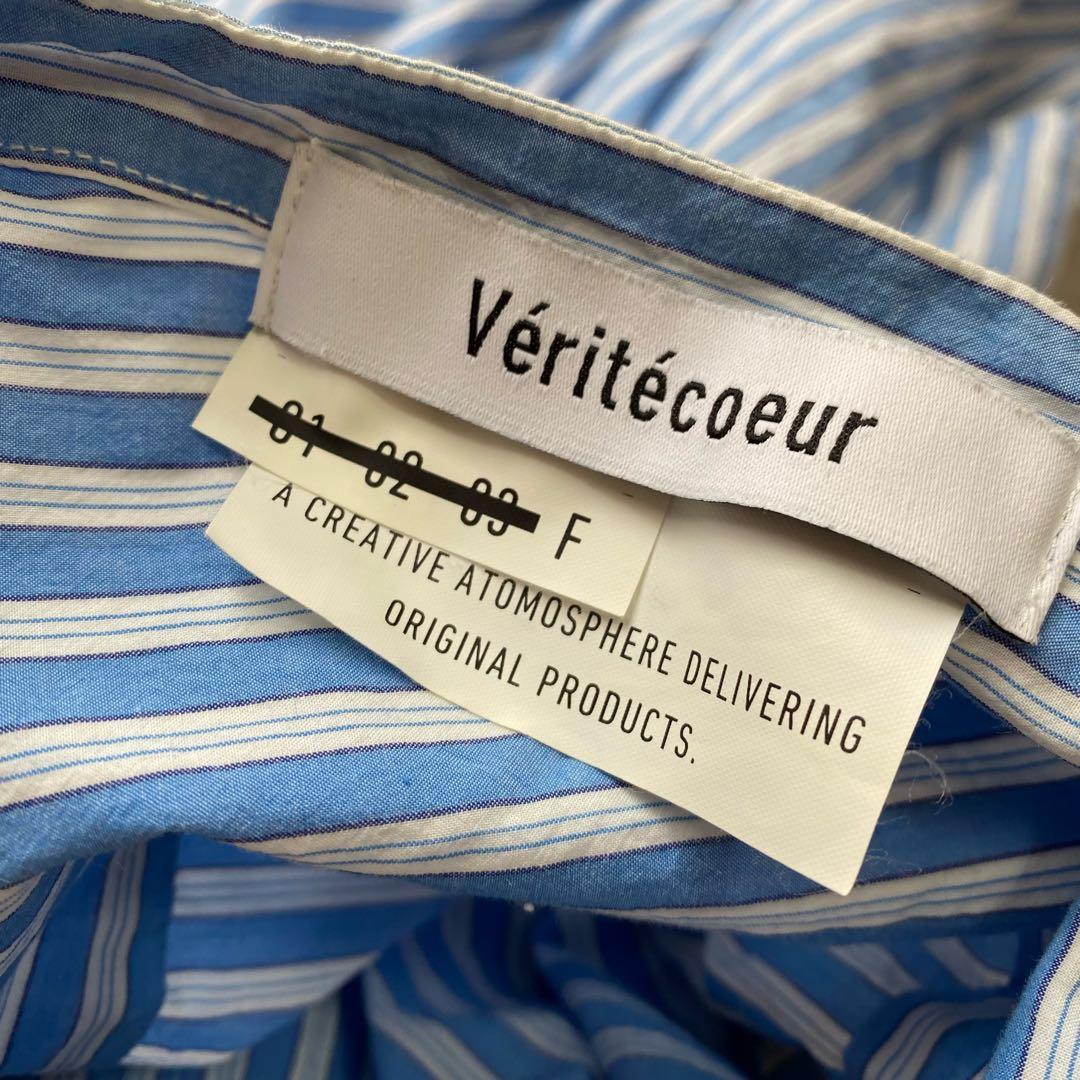 Véritécoeur
01 02 03 F
A CREATIVE ATOMOSPHERE DELIVERING
ORIGINAL PRODUCTS.